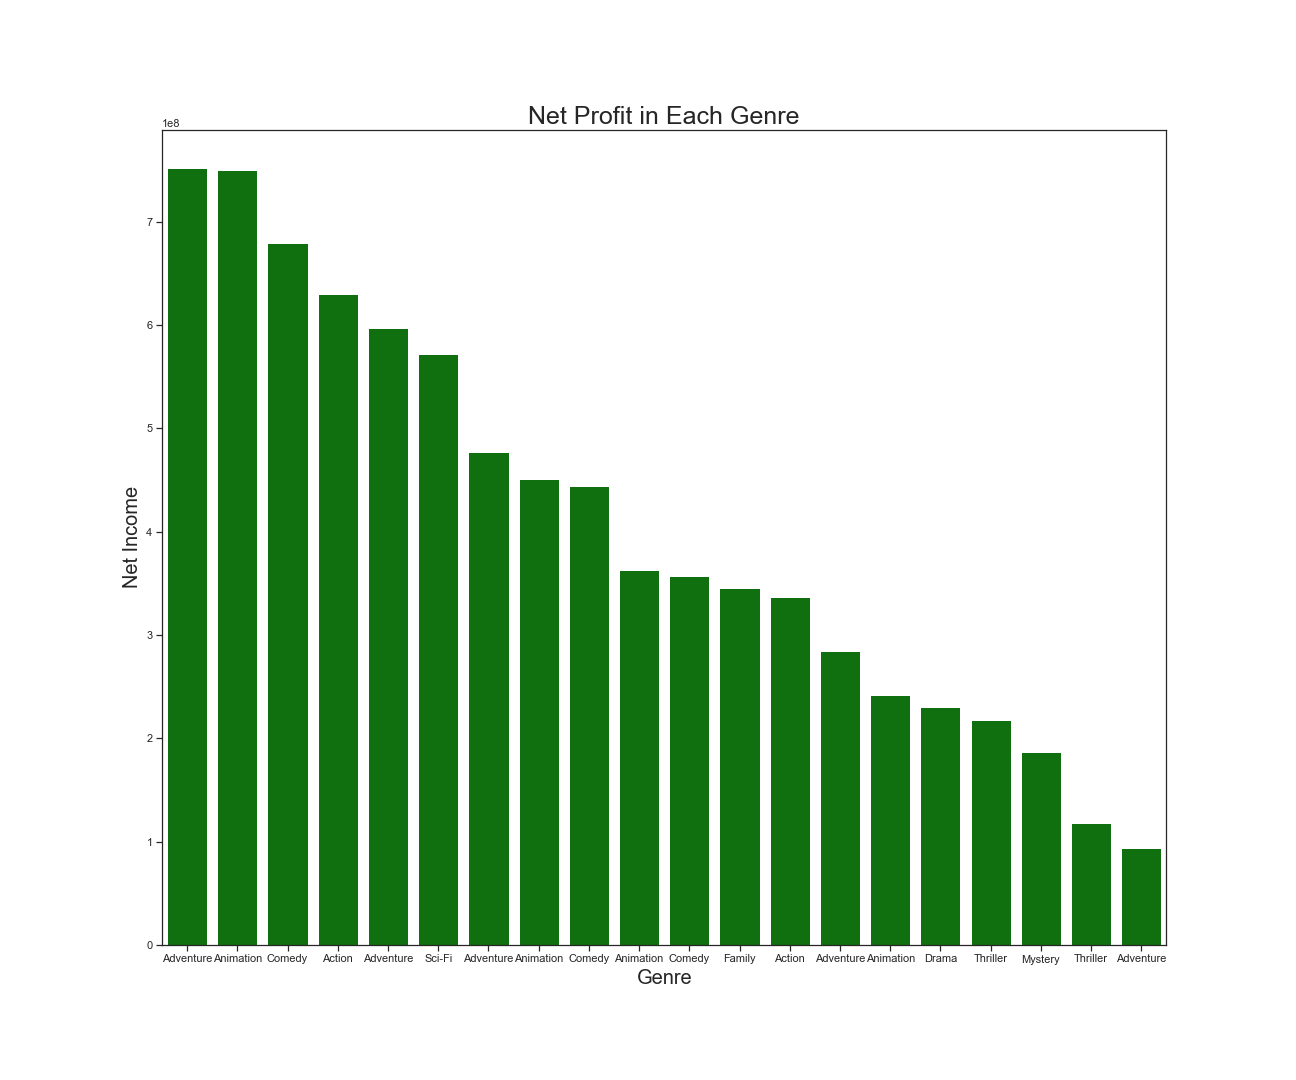 Net Profit in Each Genre
1e8
7
6
5
4
3
2
1
0
Net Income
Adventure Animation Comedy Action Adventure Sci-Fi Adventure Animation Comedy Animation Comedy Family Action Adventure Animation Drama Thriller Mystery Thriller Adventure
Genre